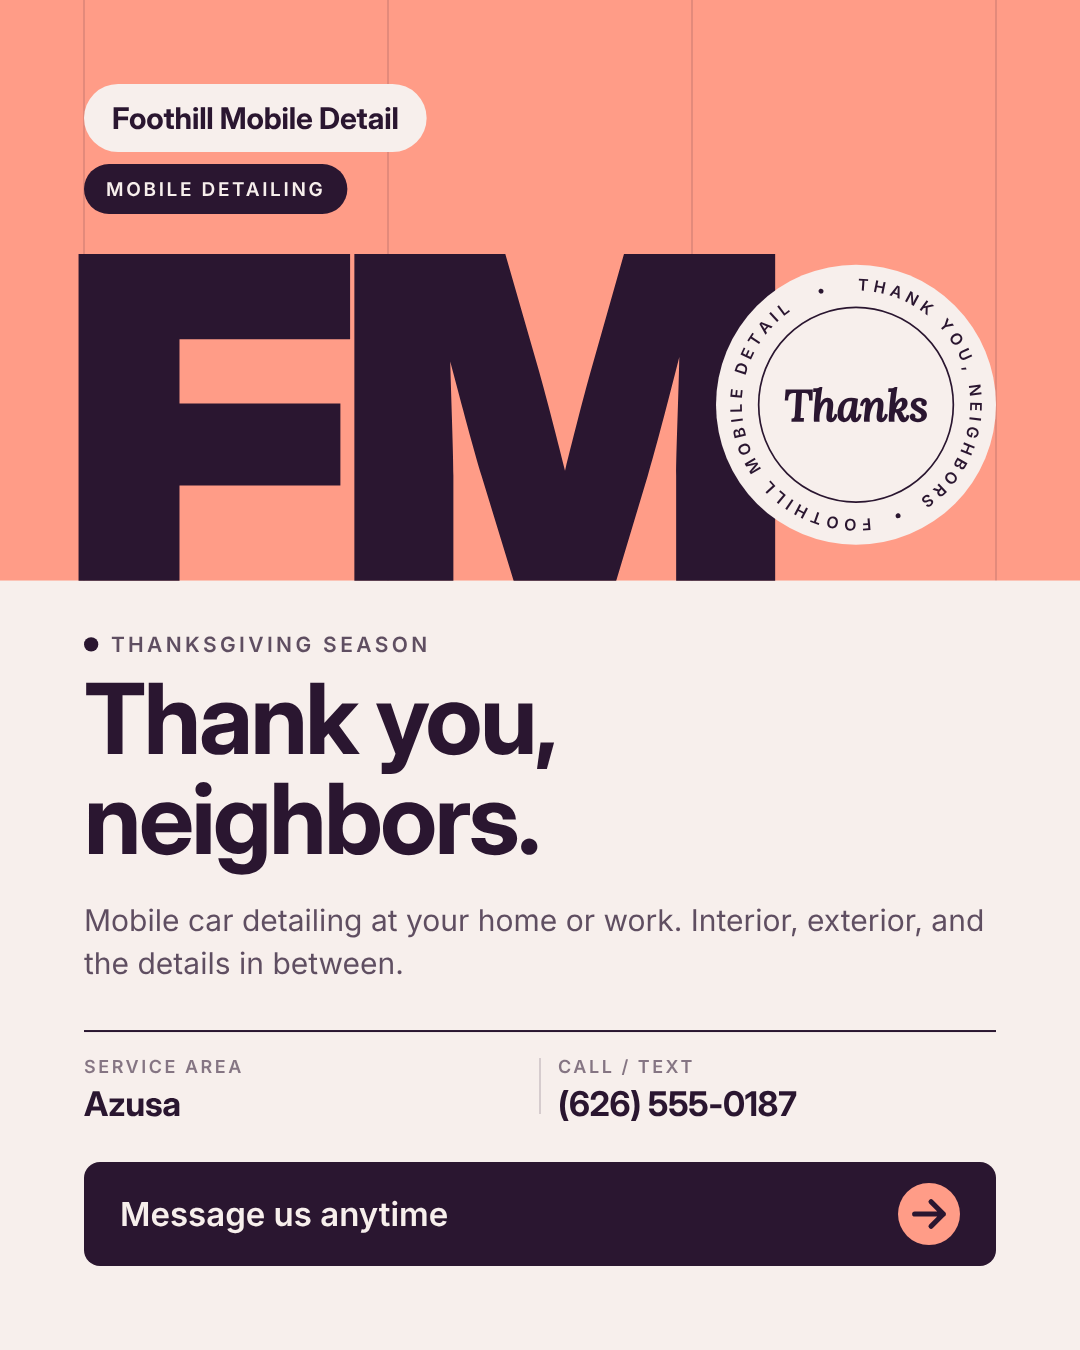 Foothill Mobile Detail
MOBILE DETAILING
FM
THANK YOU, NEIGHBORS • FOOTHILL MOBILE DETAIL •
Thanks
THANKSGIVING SEASON
Thank you,
neighbors.
Mobile car detailing at your home or work. Interior, exterior, and
the details in between.
SERVICE AREA
Azusa
CALL / TEXT
(626) 555-0187
Message us anytime